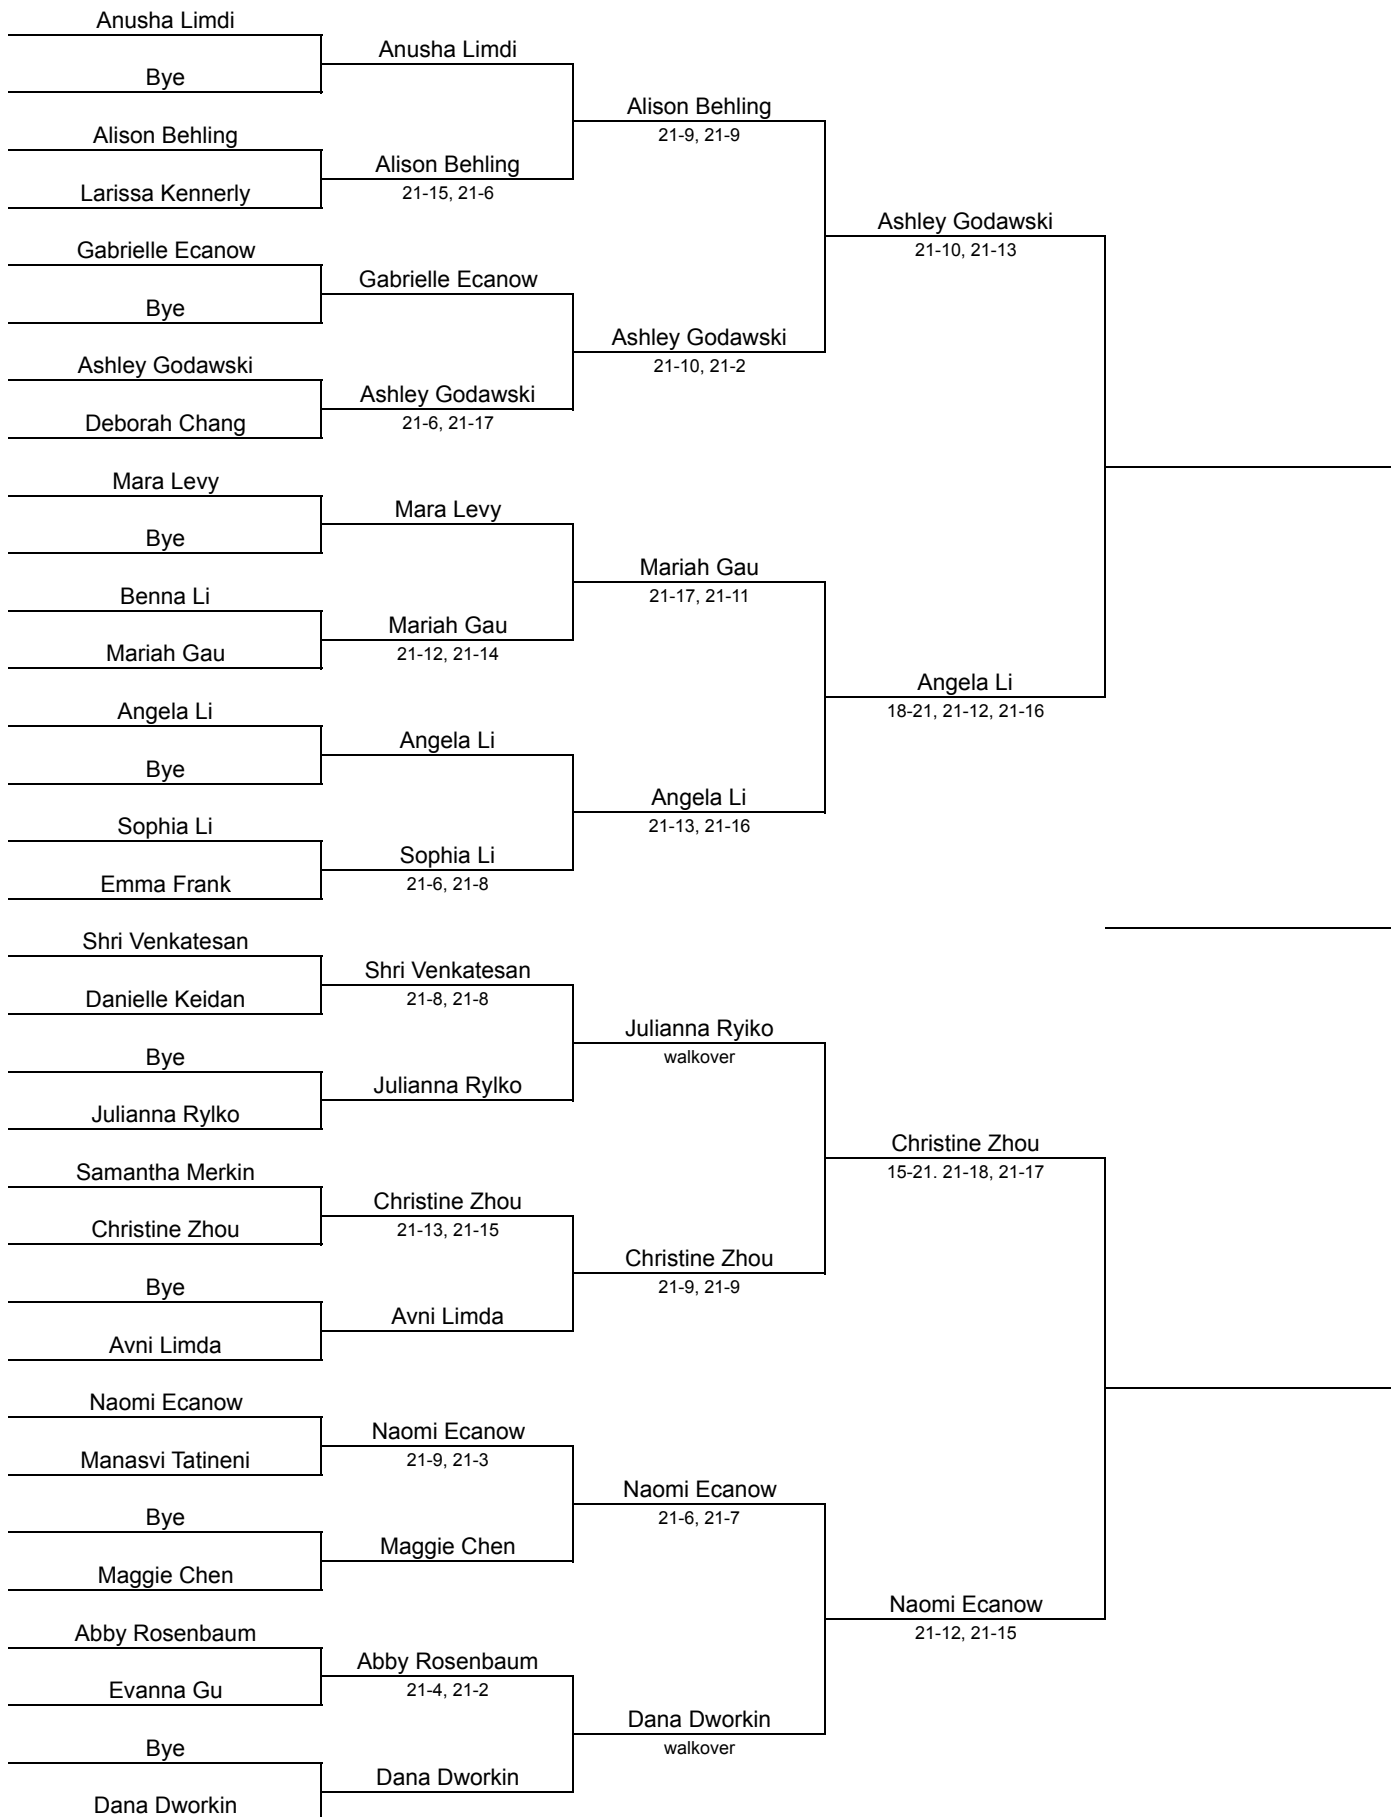 Anusha Limdi
Bye
Alison Behling
Larissa Kennerly
Gabrielle Ecanow
Bye
Ashley Godawski
Deborah Chang
Mara Levy
Bye
Benna Li
Mariah Gau
Angela Li
Bye
Sophia Li
Emma Frank
Shri Venkatesan
Danielle Keidan
Bye
Julianna Rylko
Samantha Merkin
Christine Zhou
Bye
Avni Limda
Naomi Ecanow
Manasvi Tatineni
Bye
Maggie Chen
Abby Rosenbaum
Evanna Gu
Bye
Dana Dworkin
Anusha Limdi
Alison Behling
21-15, 21-6
Gabrielle Ecanow
Ashley Godawski
21-6, 21-17
Mara Levy
Mariah Gau
21-12, 21-14
Angela Li
Sophia Li
21-6, 21-8
Shri Venkatesan
21-8, 21-8
Julianna Rylko
Christine Zhou
21-13, 21-15
Avni Limda
Naomi Ecanow
21-9, 21-3
Maggie Chen
Abby Rosenbaum
21-4, 21-2
Dana Dworkin
Alison Behling
21-9, 21-9
Ashley Godawski
21-10, 21-2
Mariah Gau
21-17, 21-11
Angela Li
21-13, 21-16
Julianna Ryiko
walkover
Christine Zhou
21-9, 21-9
Naomi Ecanow
21-6, 21-7
Dana Dworkin
walkover
Ashley Godawski
21-10, 21-13
Angela Li
18-21, 21-12, 21-16
Christine Zhou
15-21. 21-18, 21-17
Naomi Ecanow
21-12, 21-15